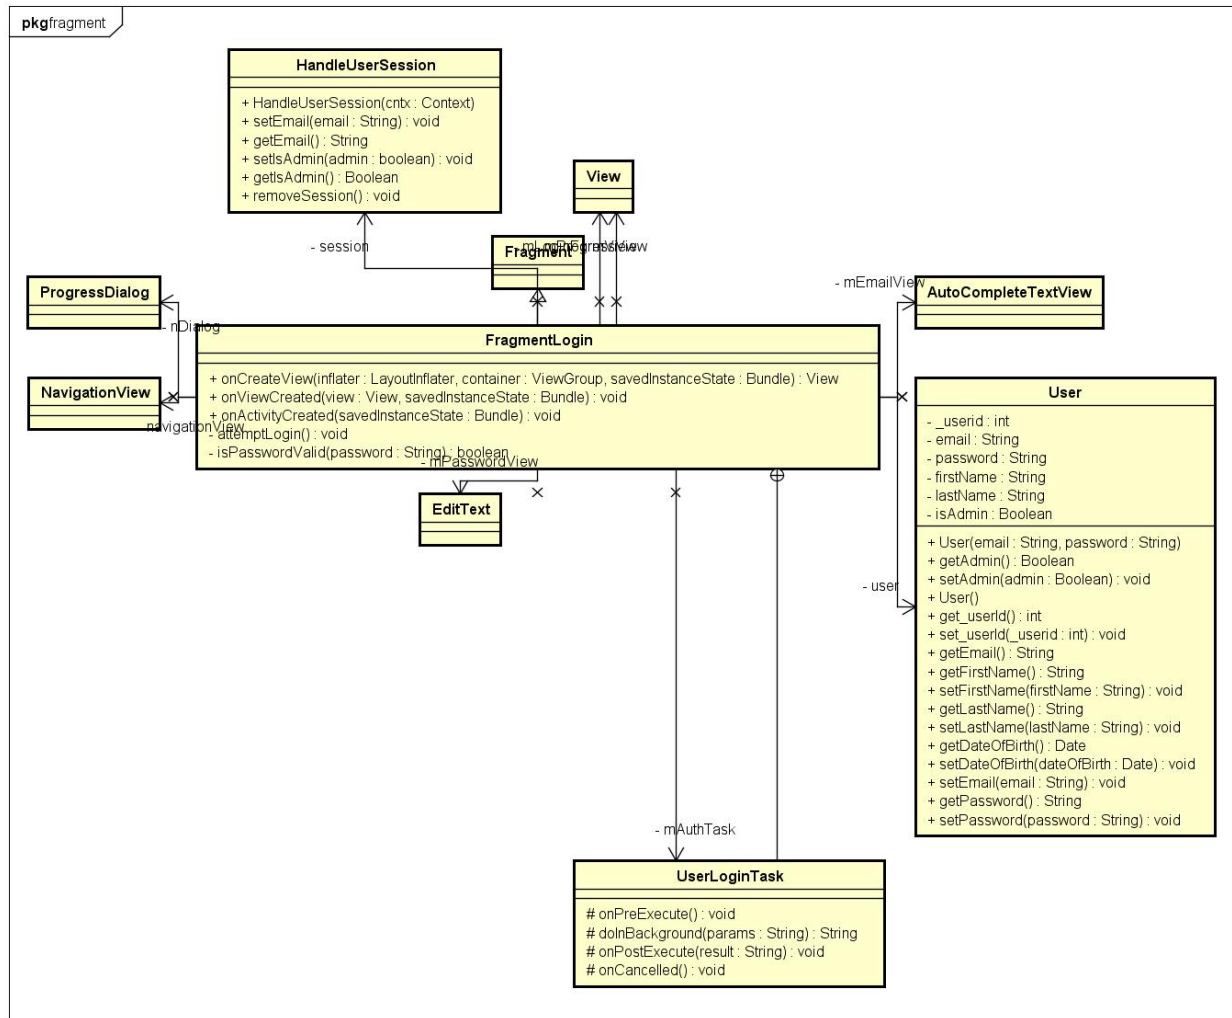 pkg fragment
HandleUserSession
+ HandleUserSession(cntx : Context)
+ setEmail(email : String) : void
+ getEmail() : String
+ setIsAdmin(admin : boolean) : void
+ getIsAdmin() : Boolean
+ removeSession() : void
View
- session
Fragment
ProgressDialog
- nDialog
- mEmailView
AutoCompleteTextView
FragmentLogin
+ onCreateView(inflater : LayoutInflater, container : ViewGroup, savedInstanceState : Bundle) : View
+ onViewCreated(view : View, savedInstanceState : Bundle) : void
+ onActivityCreated(savedInstanceState : Bundle) : void
- attemptLogin() : void
- isPasswordValid(password : String) : boolean
NavigationView
navigationView
- mPasswordView
EditText
User
- _userid : int
- email : String
- password : String
- firstName : String
- lastName : String
- isAdmin : Boolean
+ User(email : String, password : String)
+ getAdmin() : Boolean
+ setAdmin(admin : Boolean) : void
+ User()
+ get_userId() : int
+ set_userId(_userid : int) : void
+ getEmail() : String
+ getFirstName() : String
+ setFirstName(firstName : String) : void
+ getLastName() : String
+ setLastName(lastName : String) : void
+ getDateOfBirth() : Date
+ setDateOfBirth(dateOfBirth : Date) : void
+ setEmail(email : String) : void
+ getPassword() : String
+ setPassword(password : String) : void
- user
- mAuthTask
UserLoginTask
# onPreExecute() : void
# doInBackground(params : String) : String
# onPostExecute(result : String) : void
# onCancelled() : void